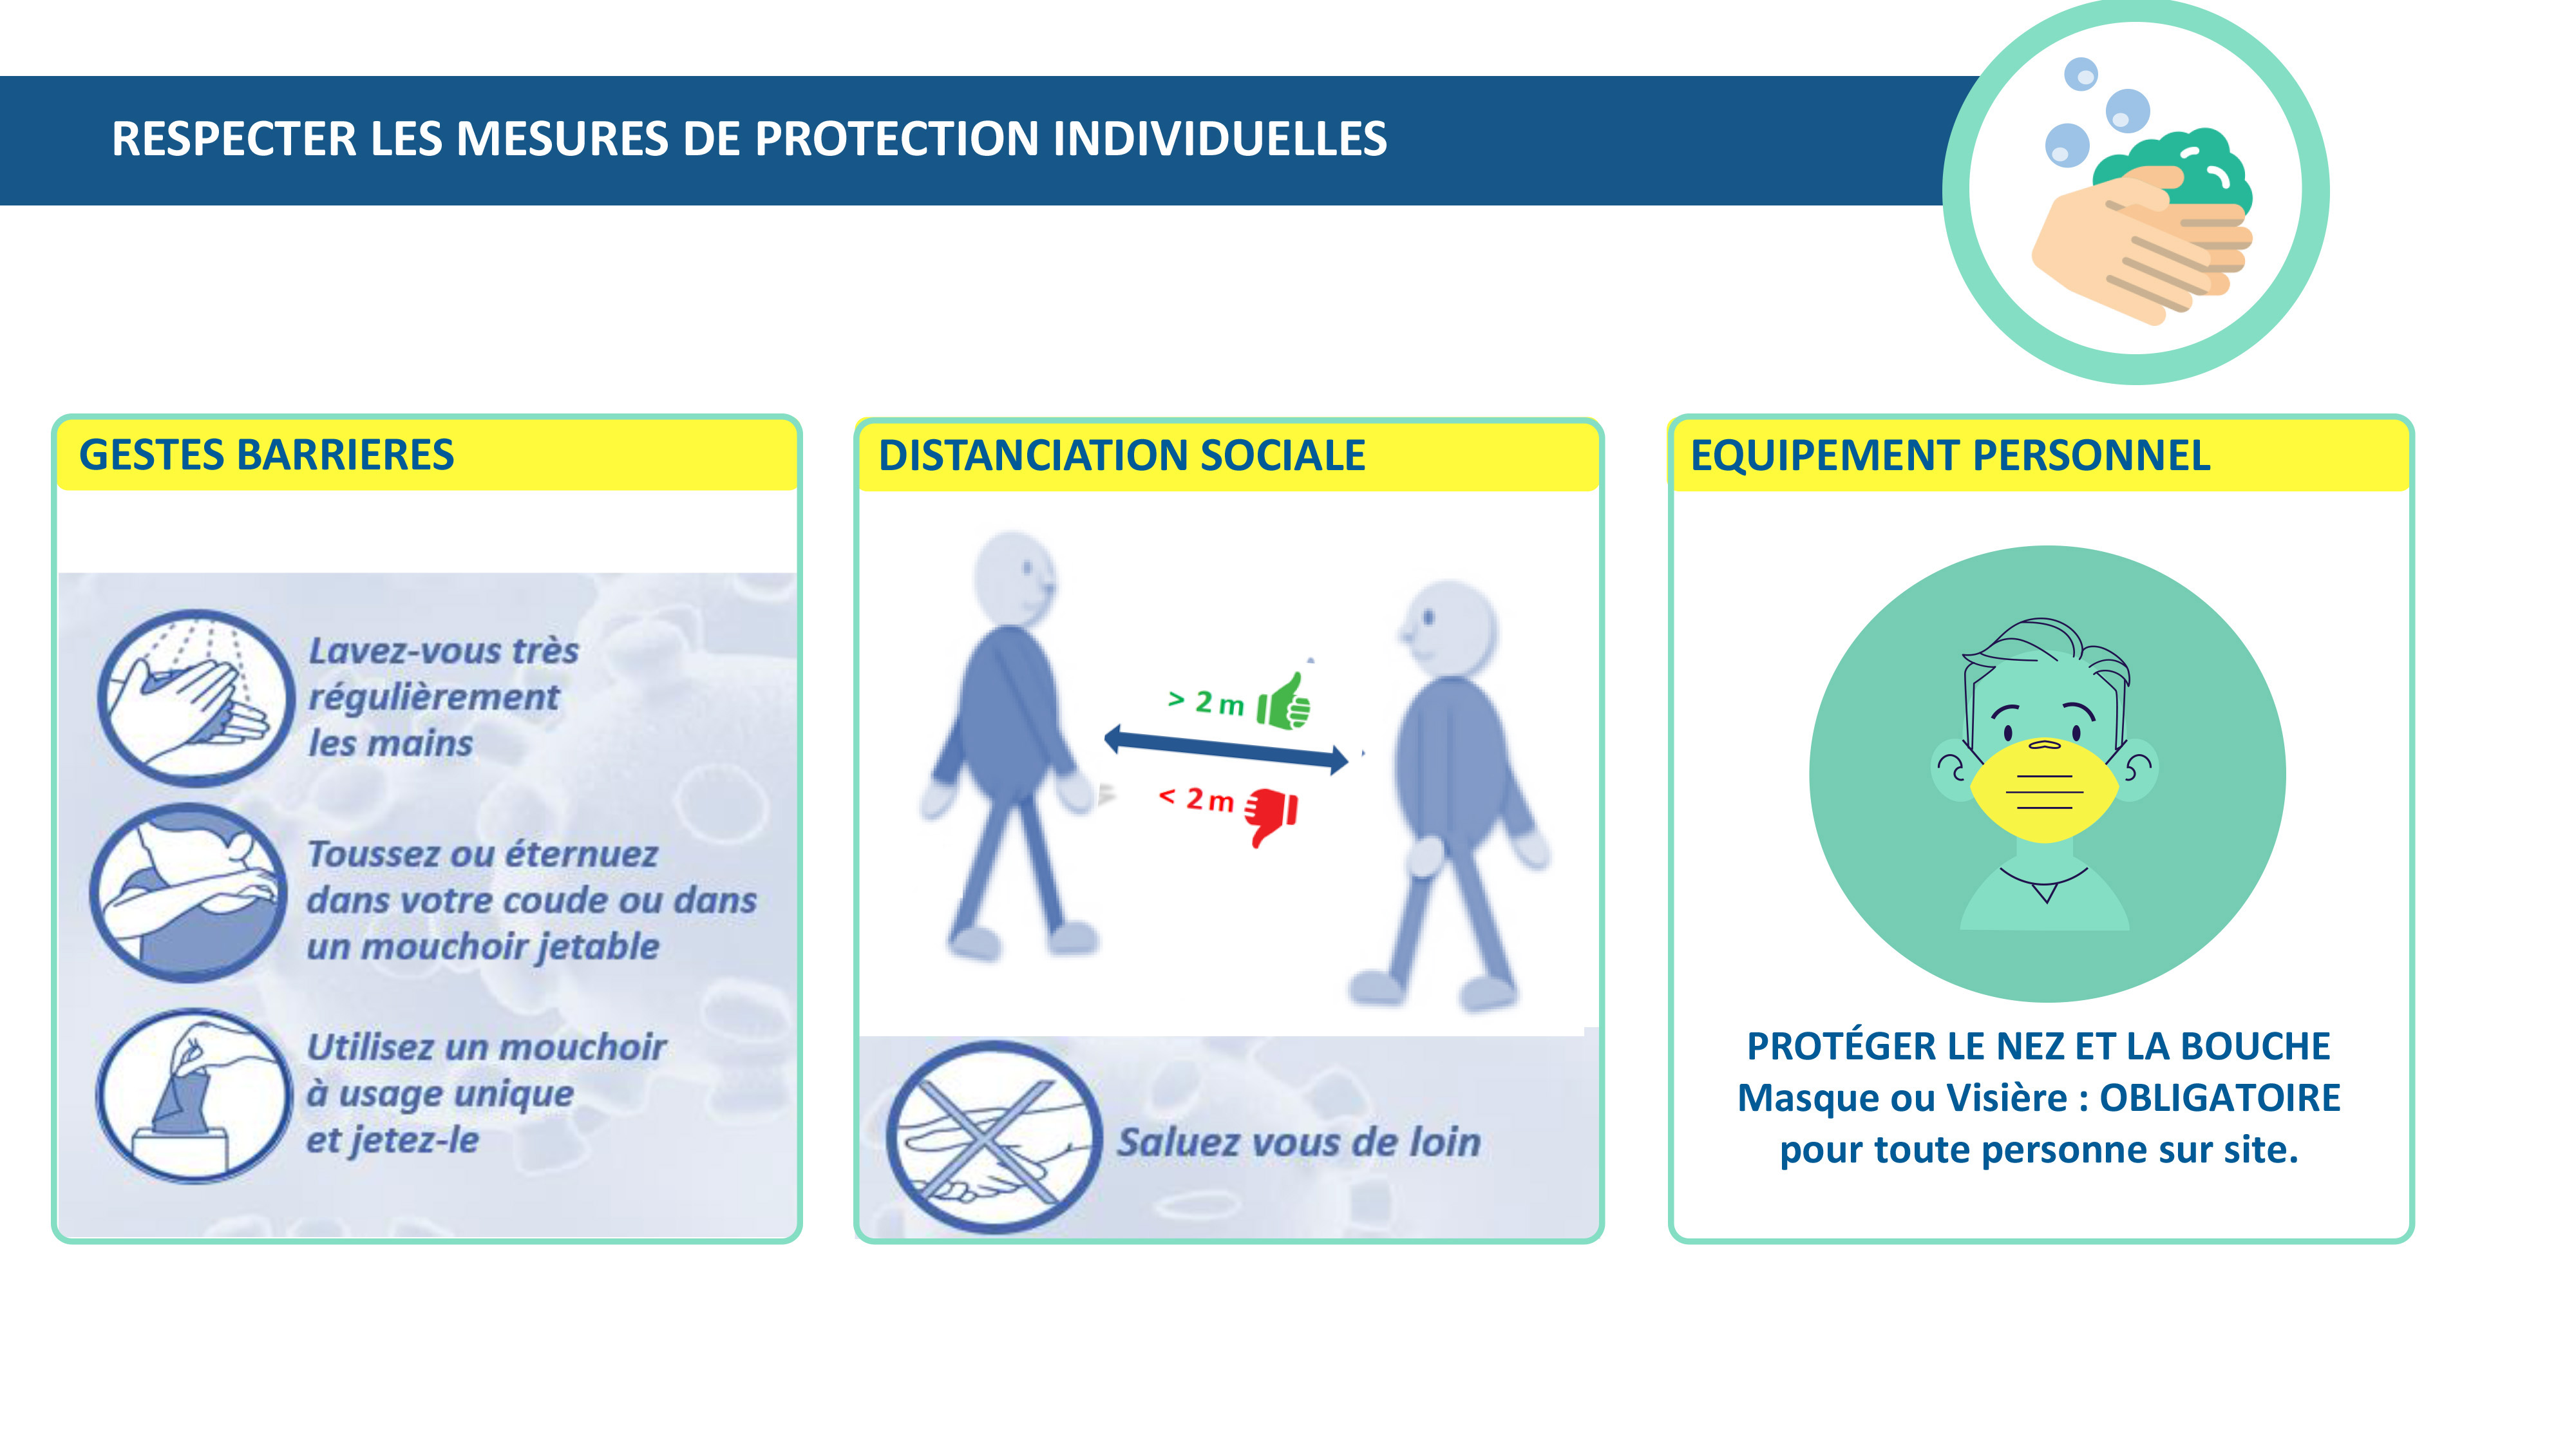 RESPECTER LES MESURES DE PROTECTION INDIVIDUELLES
GESTES BARRIERES
Lavez-vous très
régulièrement
les mains
Toussez ou éternuez
dans votre coude ou dans
un mouchoir jetable
Utilisez un mouchoir
à usage unique
et jetez-le
DISTANCIATION SOCIALE
> 2 m
< 2 m
Saluez vous de loin
EQUIPEMENT PERSONNEL
PROTÉGER LE NEZ ET LA BOUCHE
Masque ou Visière : OBLIGATOIRE
pour toute personne sur site.